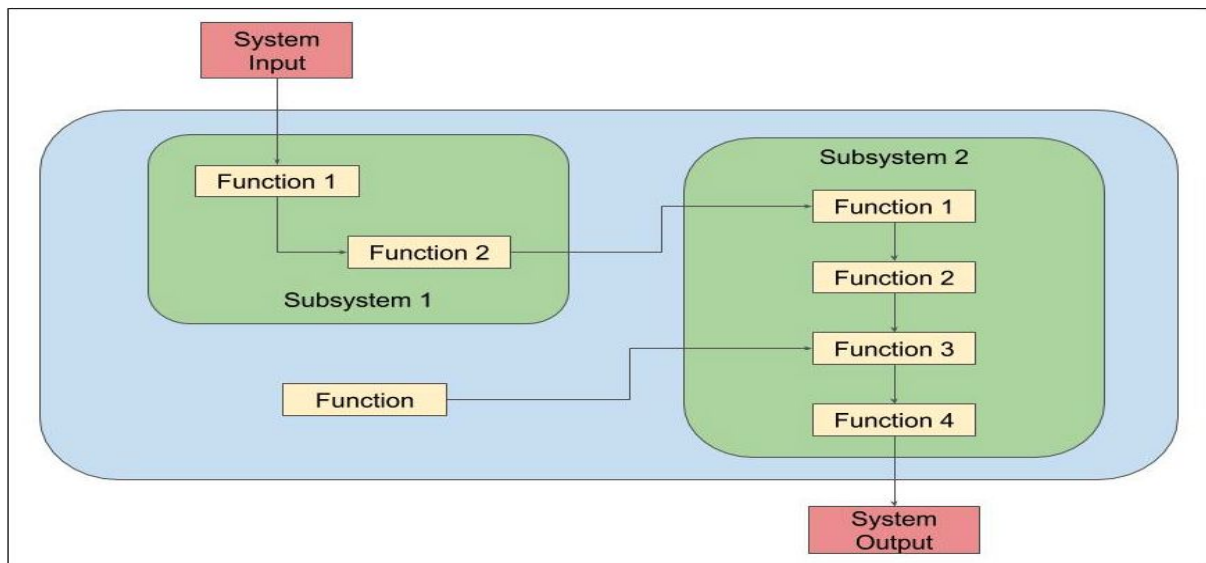 System
Input
Function 1
Function 2
Subsystem 1
Function
Subsystem 2
Function 1
Function 2
Function 3
Function 4
System
Output